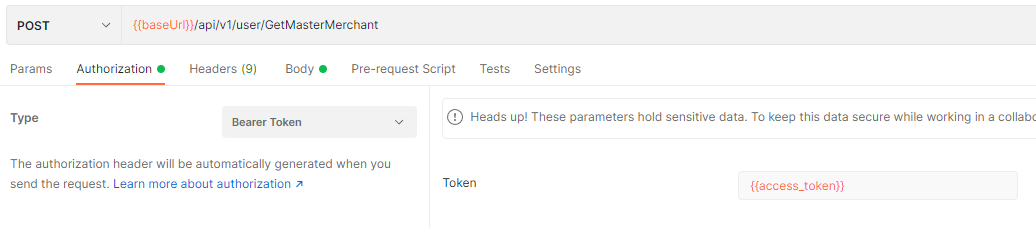 POST {{baseUrl}}/api/v1/user/GetMasterMerchant
Params Authorization Headers (9) Body Pre-request Script Tests Settings
Type Bearer Token
The authorization header will be automatically generated when you
send the request. Learn more about authorization ↗
Heads up! These parameters hold sensitive data. To keep this data secure while working in a collabo
Token {{access_token}}